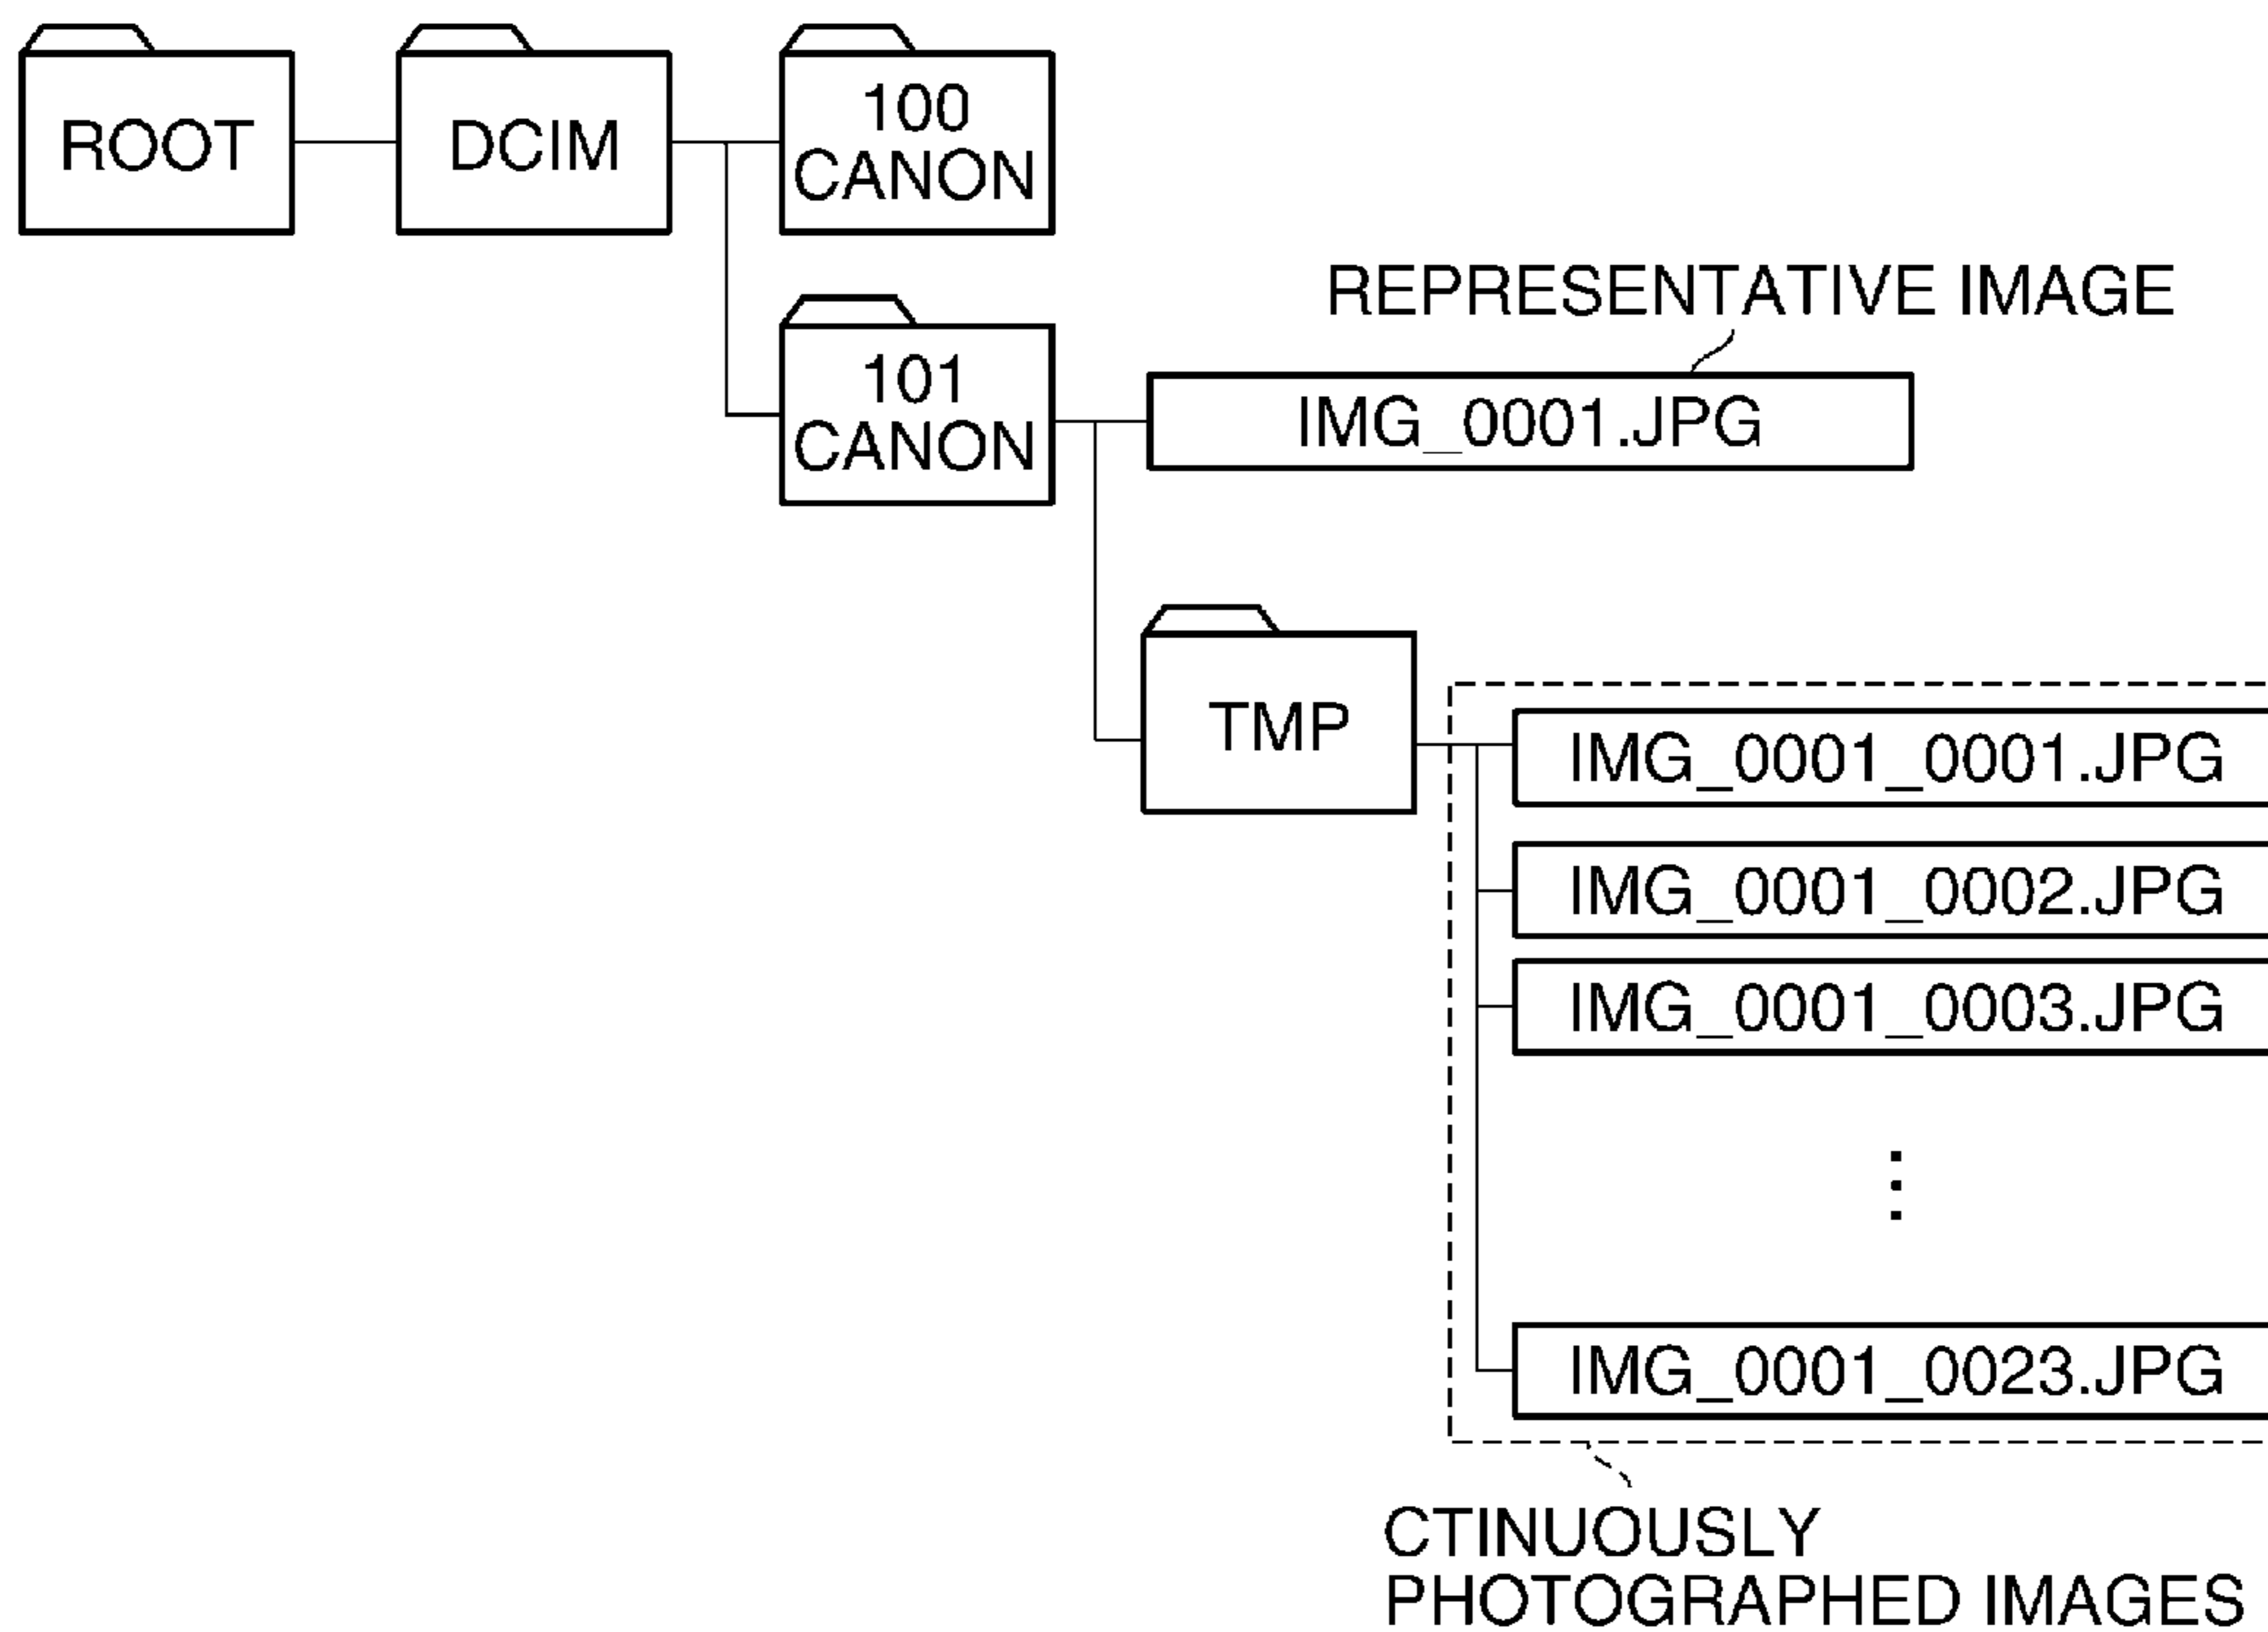 ROOT
DCIM
100
CANON
101
CANON
REPRESENTATIVE IMAGE
IMG_0001.JPG
TMP
IMG_0001_0001.JPG
IMG_0001_0002.JPG
IMG_0001_0003.JPG
IMG_0001_0023.JPG
CTINUOUSLY
PHOTOGRAPHED IMAGES